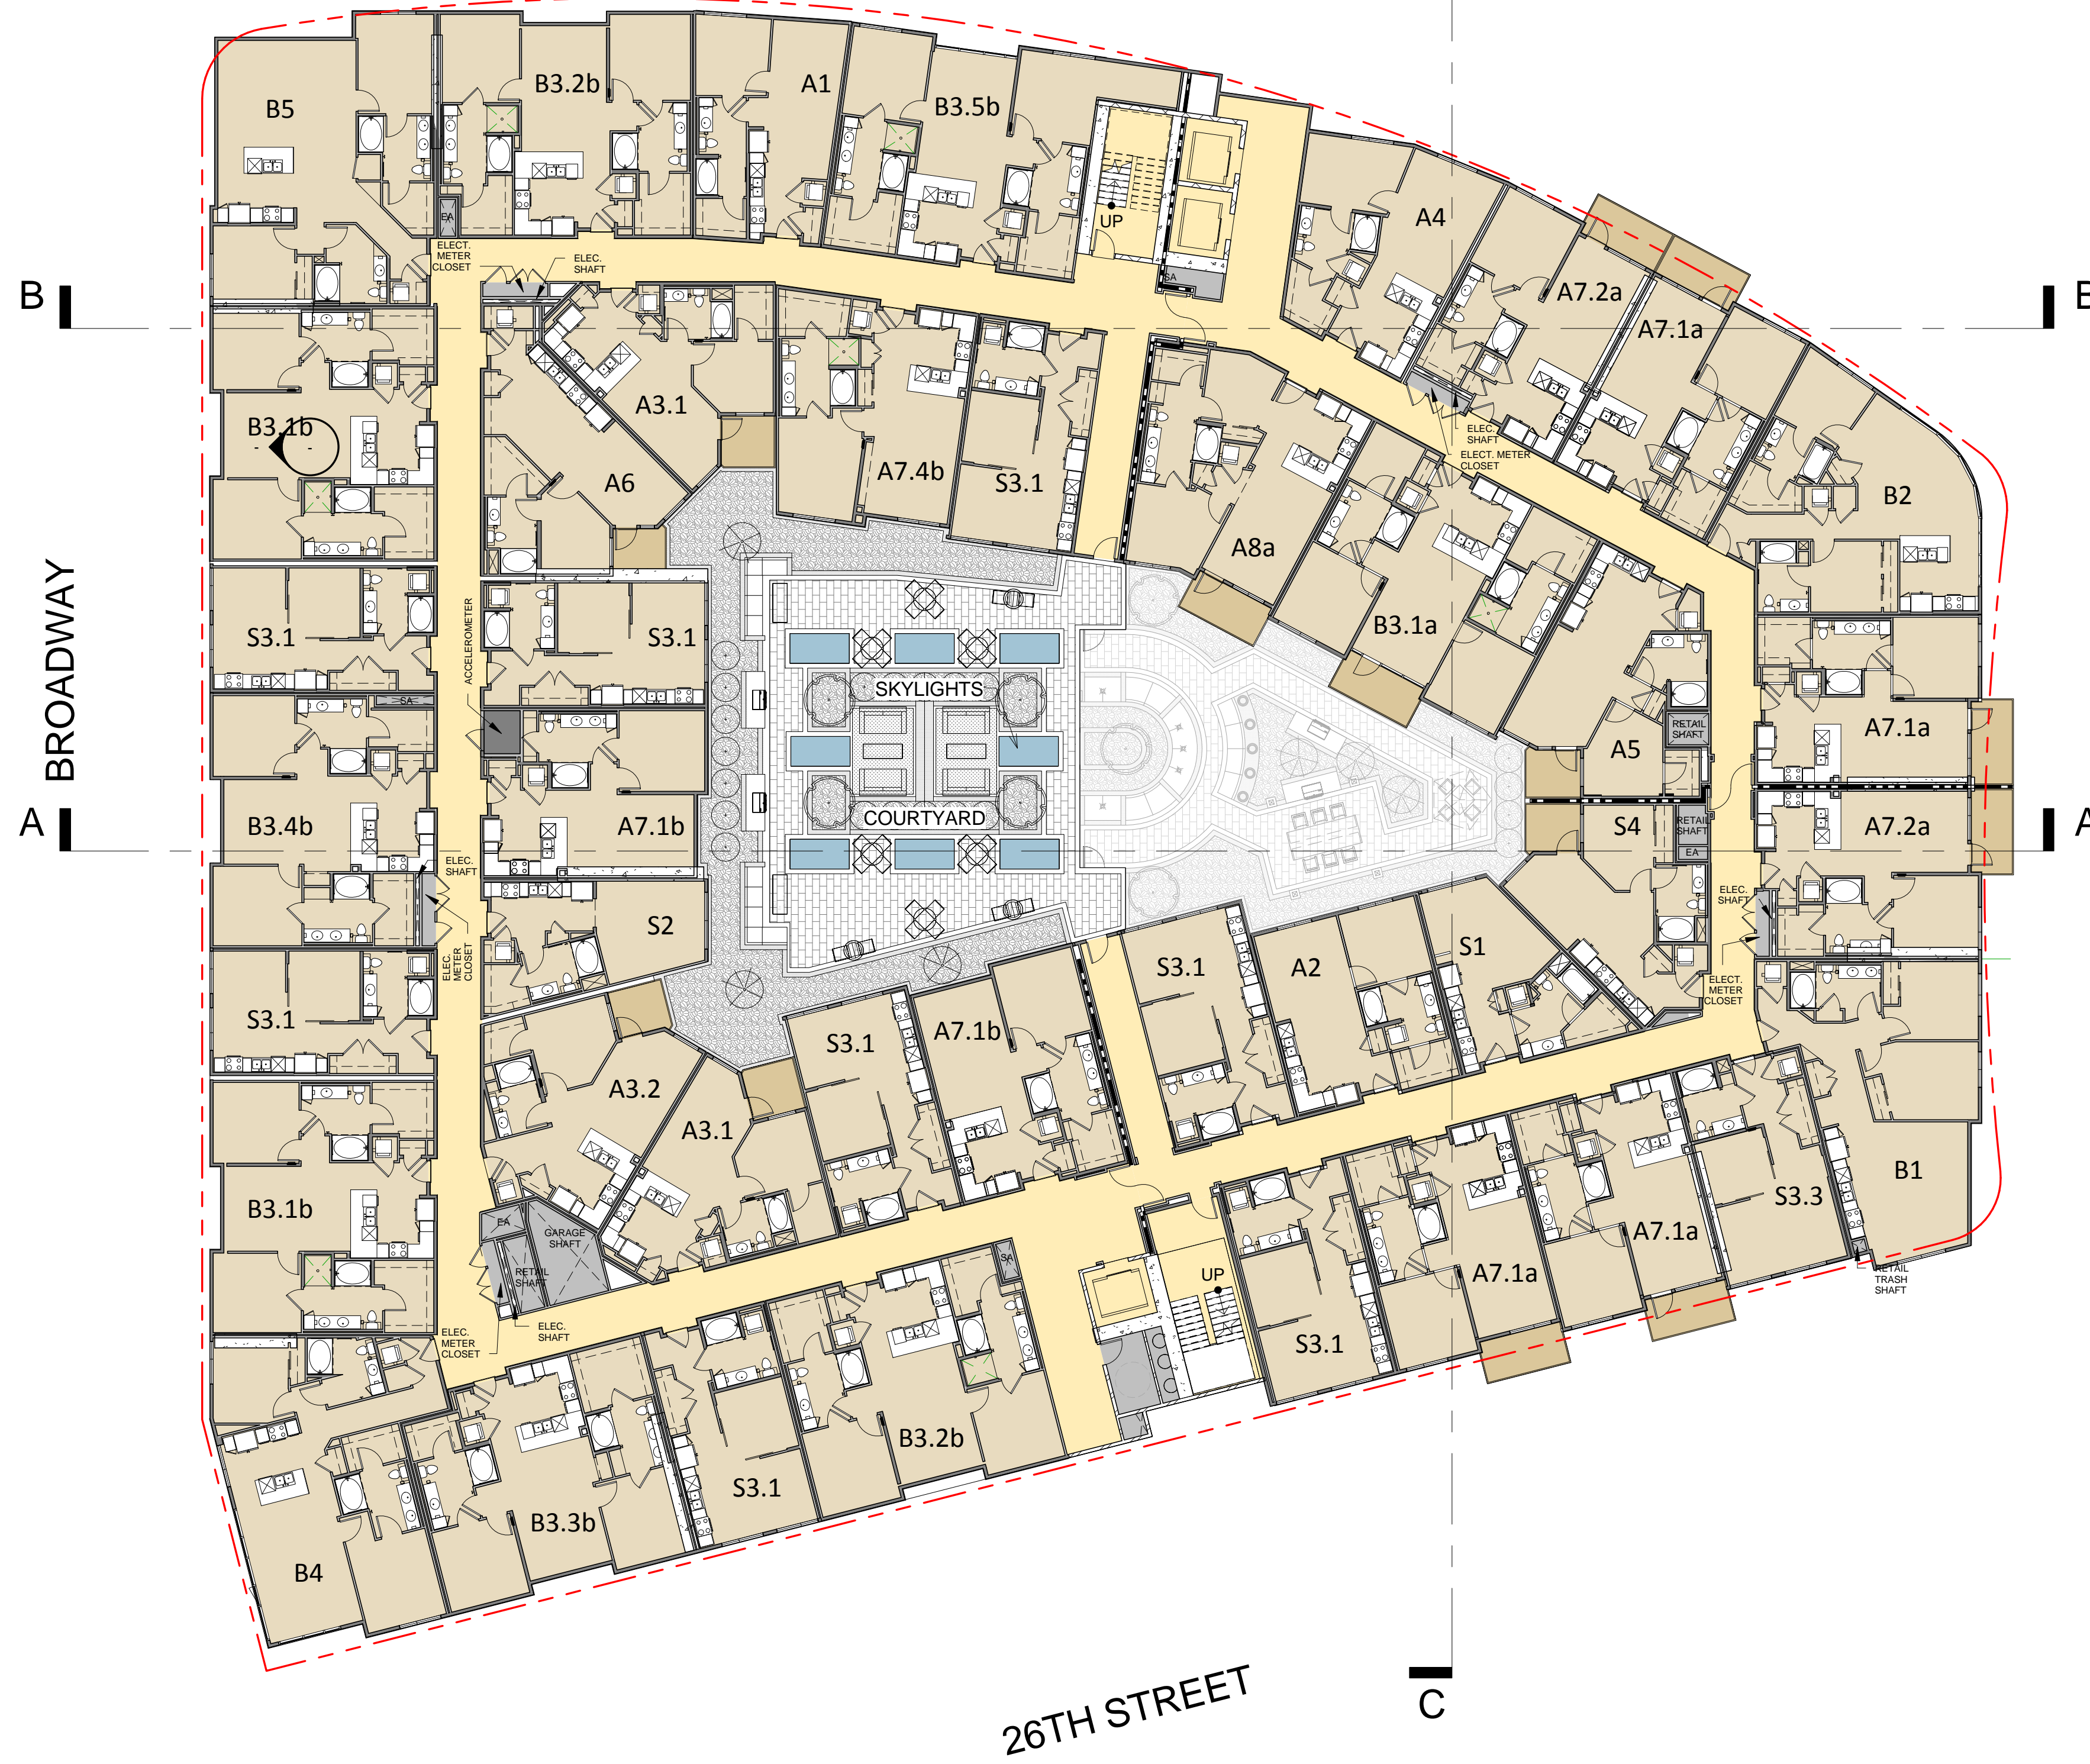 B5
B3.2b
A1
B3.5b
UP
A4
A7.2a
A7.1a
B2
EA
ELECT.
METER
CLOSET
ELEC.
SHAFT
SA
B
B
A3.1
A6
A7.4b
S3.1
A8a
ELEC.
SHAFT
ELECT. METER
CLOSET
B3.1b
- -
B3.1a
A5
RETAIL
SHAFT
A7.1a
BROADWAY
S3.1
ACCELEROMETER
S3.1
SKYLIGHTS
COURTYARD
SA
A
A
B3.4b
A7.1b
S4
RETAIL
SHAFT
EA
A7.2a
ELEC.
SHAFT
ELEC.
METER
CLOSET
S2
ELEC.
SHAFT
ELECT.
METER
CLOSET
S3.1
S3.1
A2
S1
S3.1
A7.1b
A3.2
A3.1
B3.1b
EA
GARAGE
SHAFT
RETAIL
SHAFT
ELEC.
SHAFT
ELEC.
METER
CLOSET
SA
UP
S3.1
A7.1a
A7.1a
S3.3
B1
RETAIL
TRASH
SHAFT
B4
B3.3b
S3.1
B3.2b
26TH STREET
C